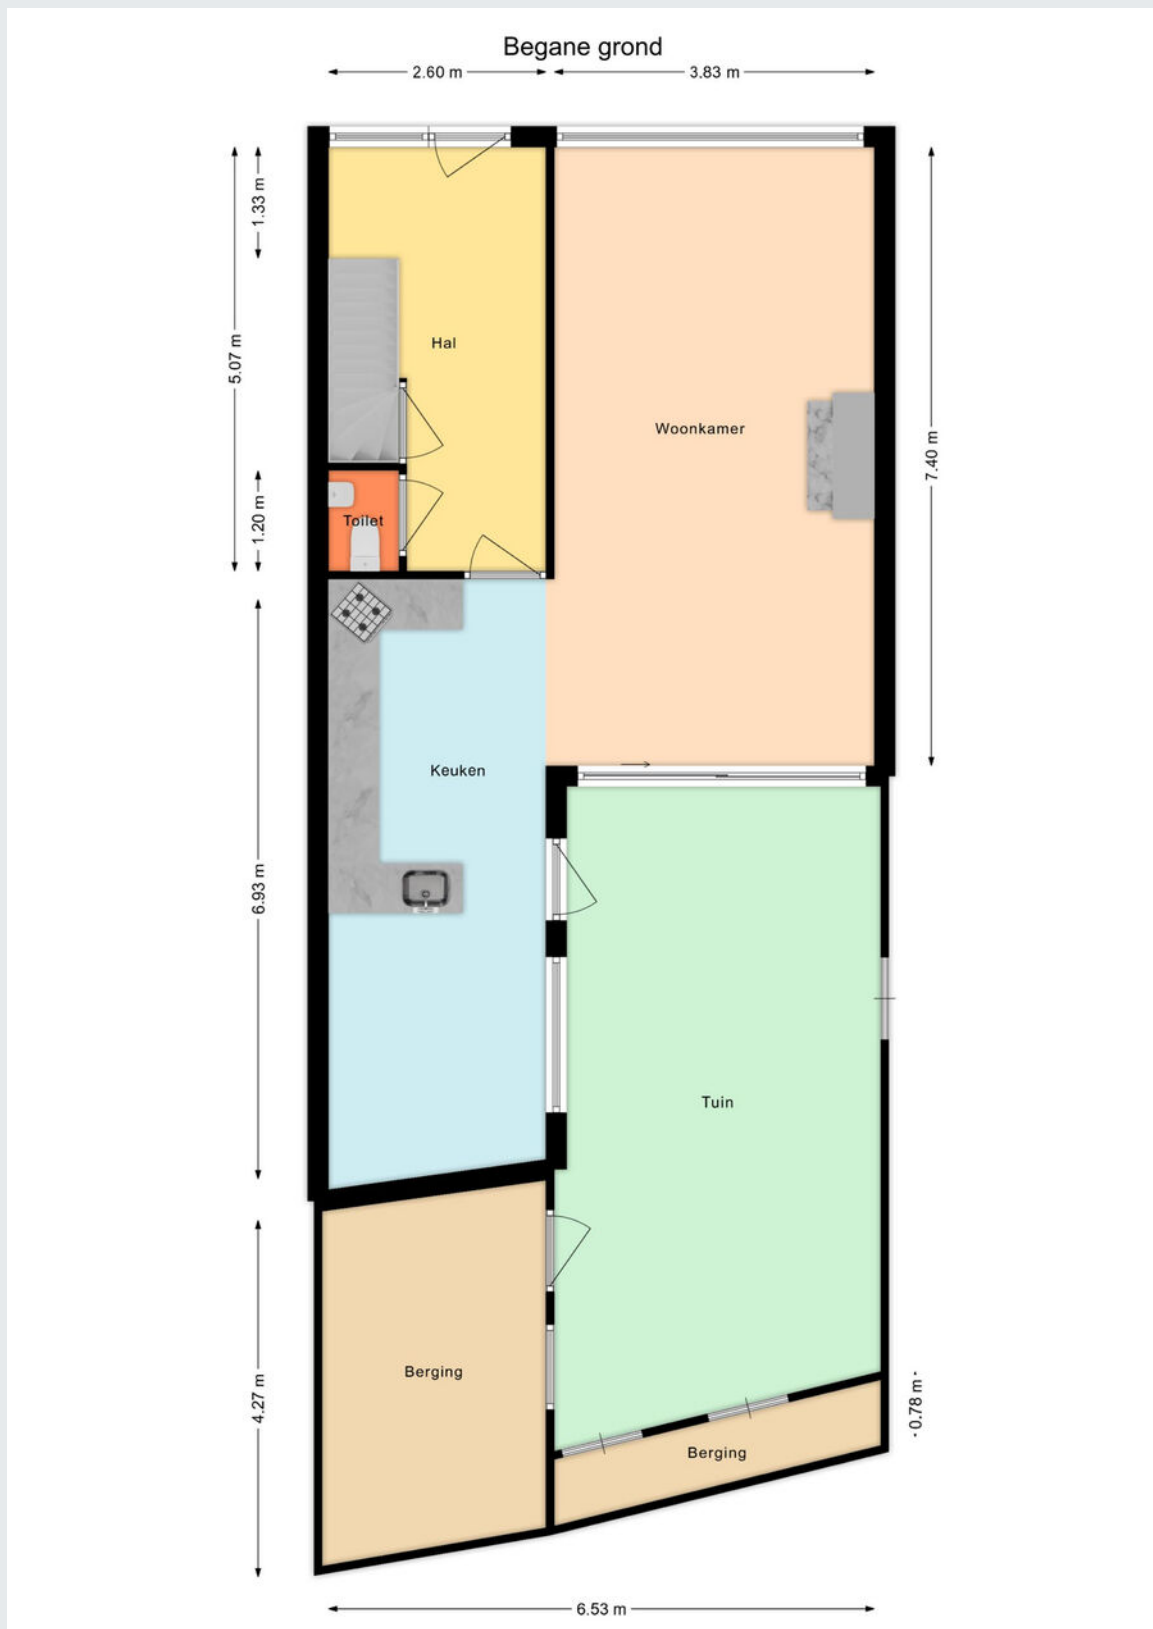 Begane grond
2.60 m
3.83 m
1.33 m
5.07 m
Hal
Woonkamer
7.40 m
1.20 m
Toilet
Keuken
6.93 m
Tuin
Berging
4.27 m
0.78 m
Berging
6.53 m